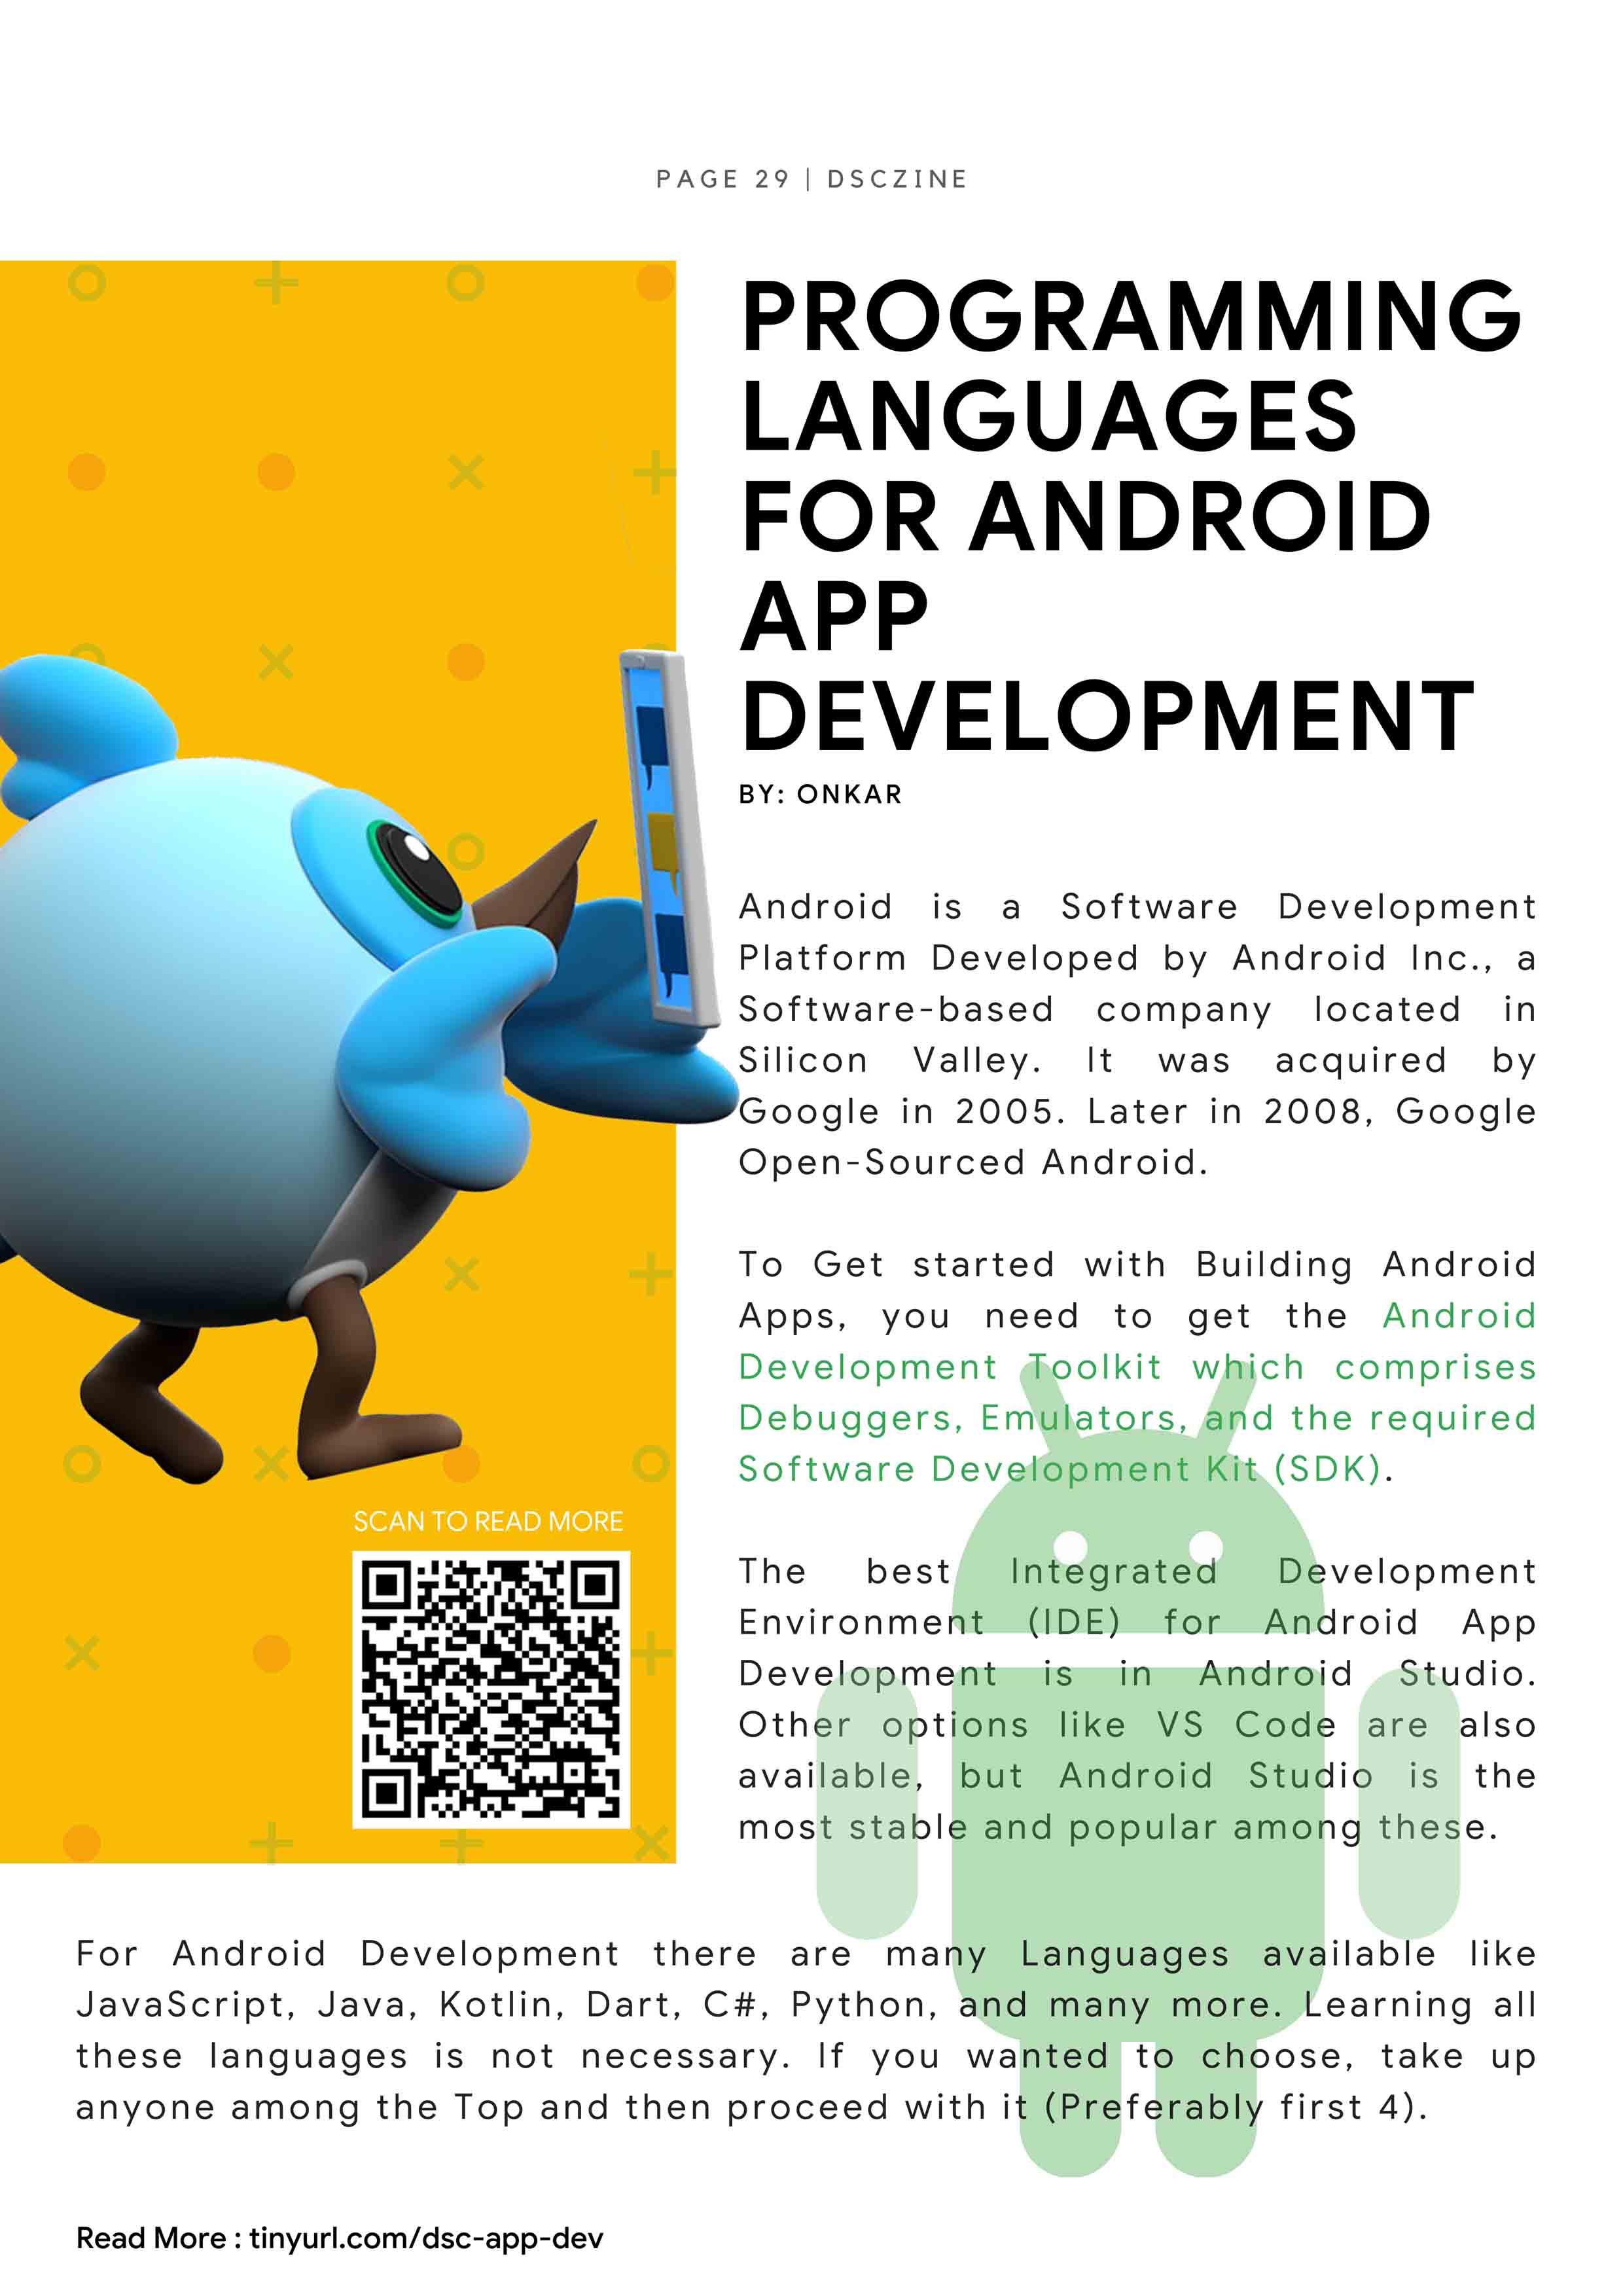 PAGE 29 | DSCZINE
PROGRAMMING
LANGUAGES
FOR ANDROID
APP
DEVELOPMENT
BY: ONKAR
Android is a Software Development
Platform Developed by Android Inc., a
Software-based company located in
Silicon Valley. It was acquired by
Google in 2005. Later in 2008, Google
Open-Sourced Android.
To Get started with Building Android
Apps, you need to get the Android
Development Toolkit which comprises
Debuggers, Emulators, and the required
Software Development Kit (SDK).
SCAN TO READ MORE
The best Integrated Development
Environment (IDE) for Android App
Development is in Android Studio.
Other options like VS Code are also
available, but Android Studio is the
most stable and popular among these.
For Android Development there are many Languages available like
JavaScript, Java, Kotlin, Dart, C#, Python, and many more. Learning all
these languages is not necessary. If you wanted to choose, take up
anyone among the Top and then proceed with it (Preferably first 4).
Read More : tinyurl.com/dsc-app-dev